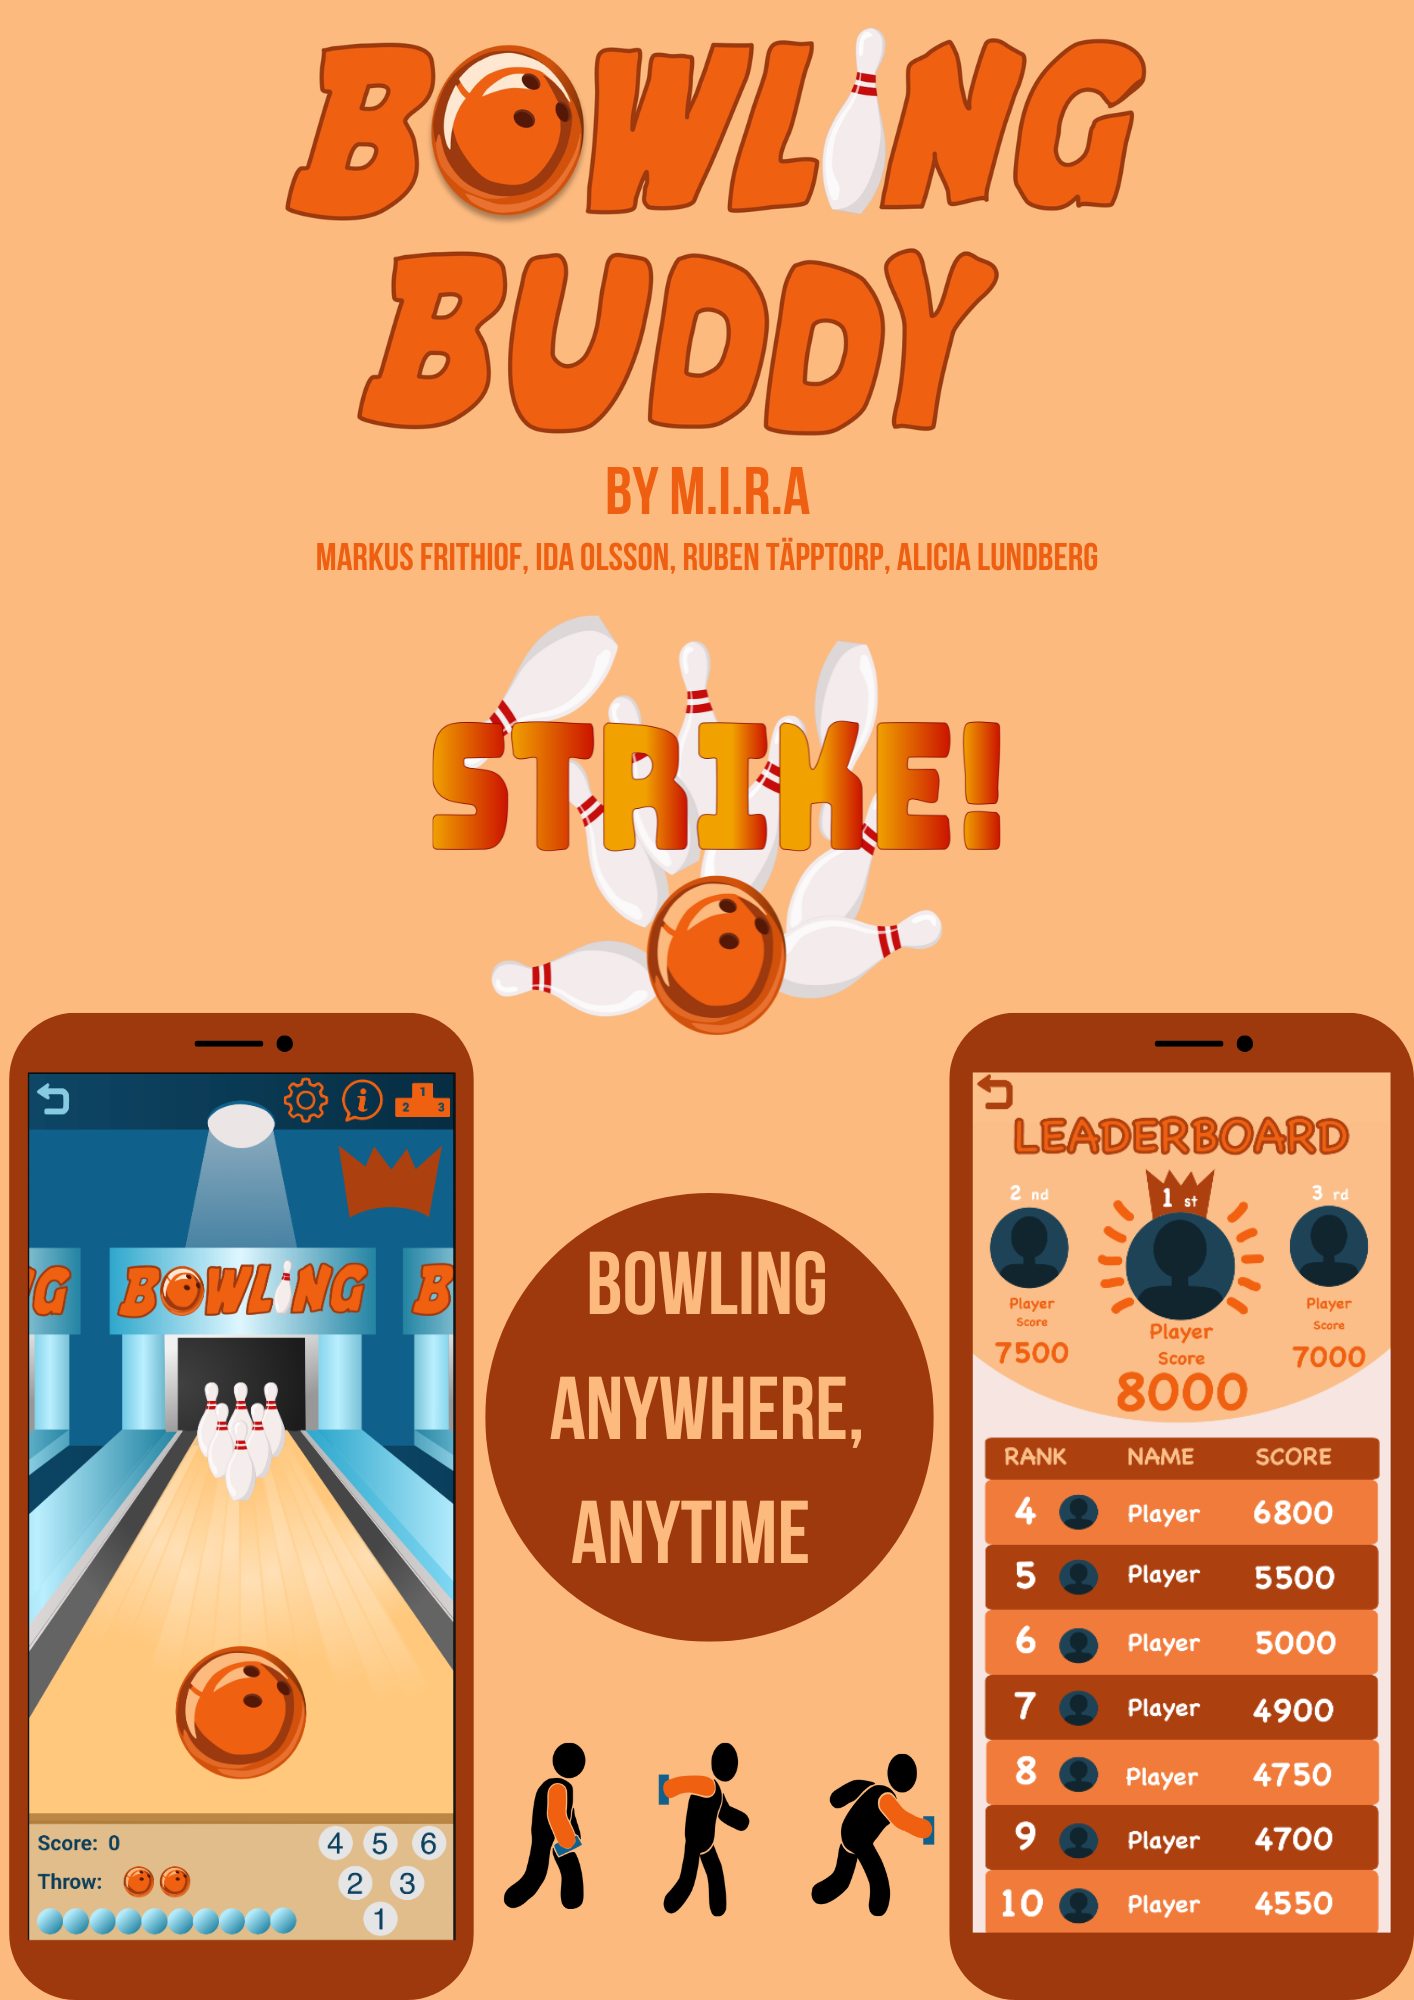 BOWLING
BUDDY
BY M.I.R.A
MARKUS FRITHIOF, IDA OLSSON, RUBEN TÄPPTORP, ALICIA LUNDBERG
STRIKE!
1
2 3
i
G BOWLING B
Score: 0
Throw:
4 5 6
2 3
1
BOWLING
ANYWHERE,
ANYTIME
LEADERBOARD
2 nd 1 st 3 rd
Player Player Player
Score Score Score
7500 8000 7000
RANK NAME SCORE
4 Player 6800
5 Player 5500
6 Player 5000
7 Player 4900
8 Player 4750
9 Player 4700
10 Player 4550